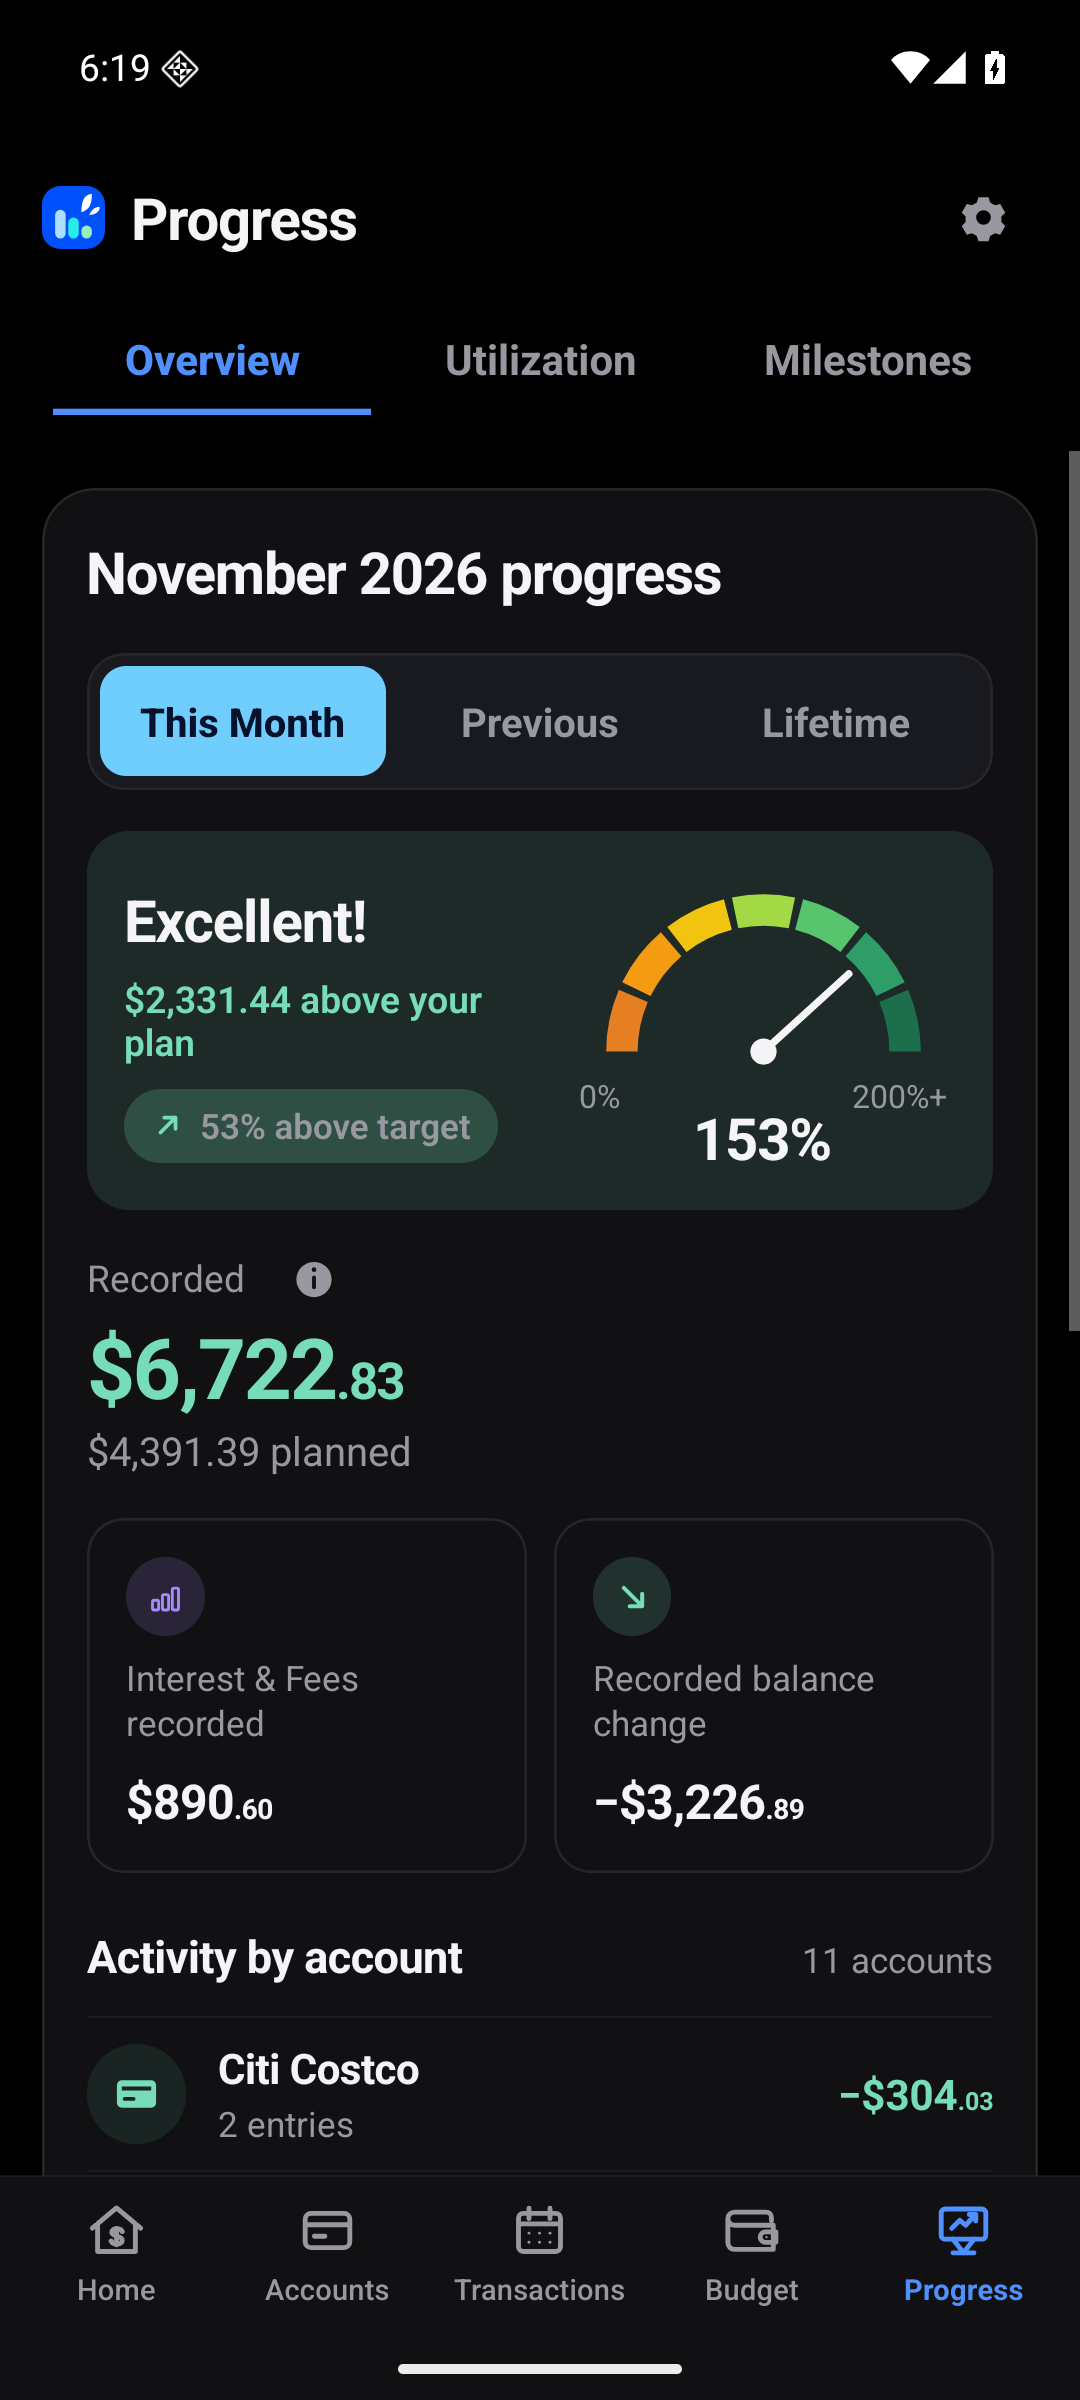 6:19
Progress
Overview
Utilization
Milestones
November 2026 progress
This Month
Previous
Lifetime
Excellent!
$2,331.44 above your
plan
53% above target
0%
200%+
153%
Recorded
$6,722.83
$4,391.39 planned
Interest & Fees
recorded
$890.60
Recorded balance
change
−$3,226.89
Activity by account
11 accounts
Citi Costco
2 entries
−$304.03
Home
Accounts
Transactions
Budget
Progress